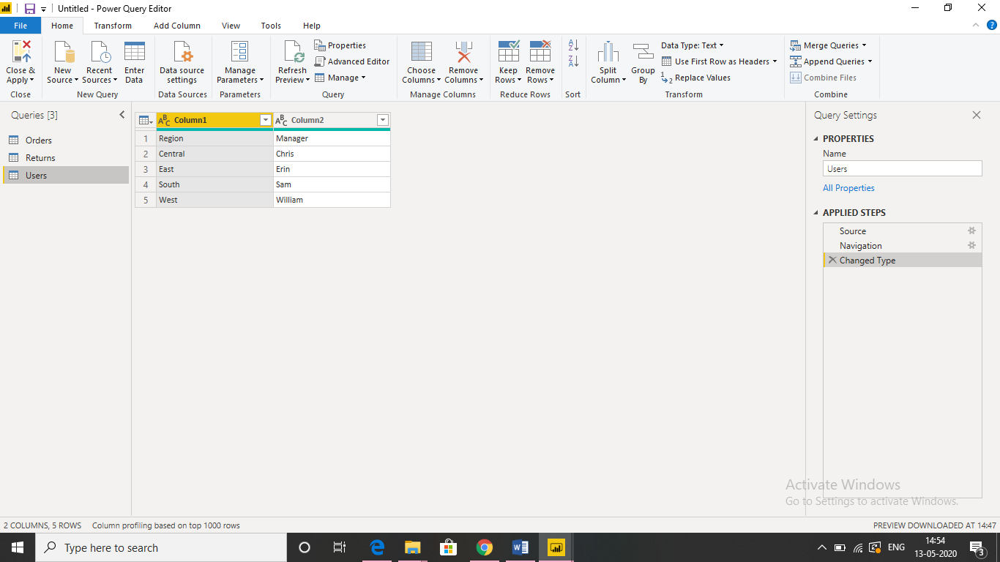 Untitled - Power Query Editor
File Home Transform Add Column View Tools Help
Close & Apply
Close
New Source
Recent Sources
Enter Data
New Query
Data source settings
Data Sources
Manage Parameters
Parameters
Refresh Preview
Properties
Advanced Editor
Manage
Query
Choose Columns
Remove Columns
Manage Columns
Keep Rows
Remove Rows
Reduce Rows
Sort
Split Column
Group By
Data Type: Text
Use First Row as Headers
Replace Values
Transform
Merge Queries
Append Queries
Combine Files
Combine
Queries [3]
Orders
Returns
Users
Column1 Column2
1 Region Manager
2 Central Chris
3 East Erin
4 South Sam
5 West William
Query Settings
PROPERTIES
Name
Users
All Properties
APPLIED STEPS
Source
Navigation
Changed Type
Activate Windows
Go to Settings to activate Windows.
2 COLUMNS, 5 ROWS Column profiling based on top 1000 rows
PREVIEW DOWNLOADED AT 14:47
Type here to search
ENG
14:54
13-05-2020
3